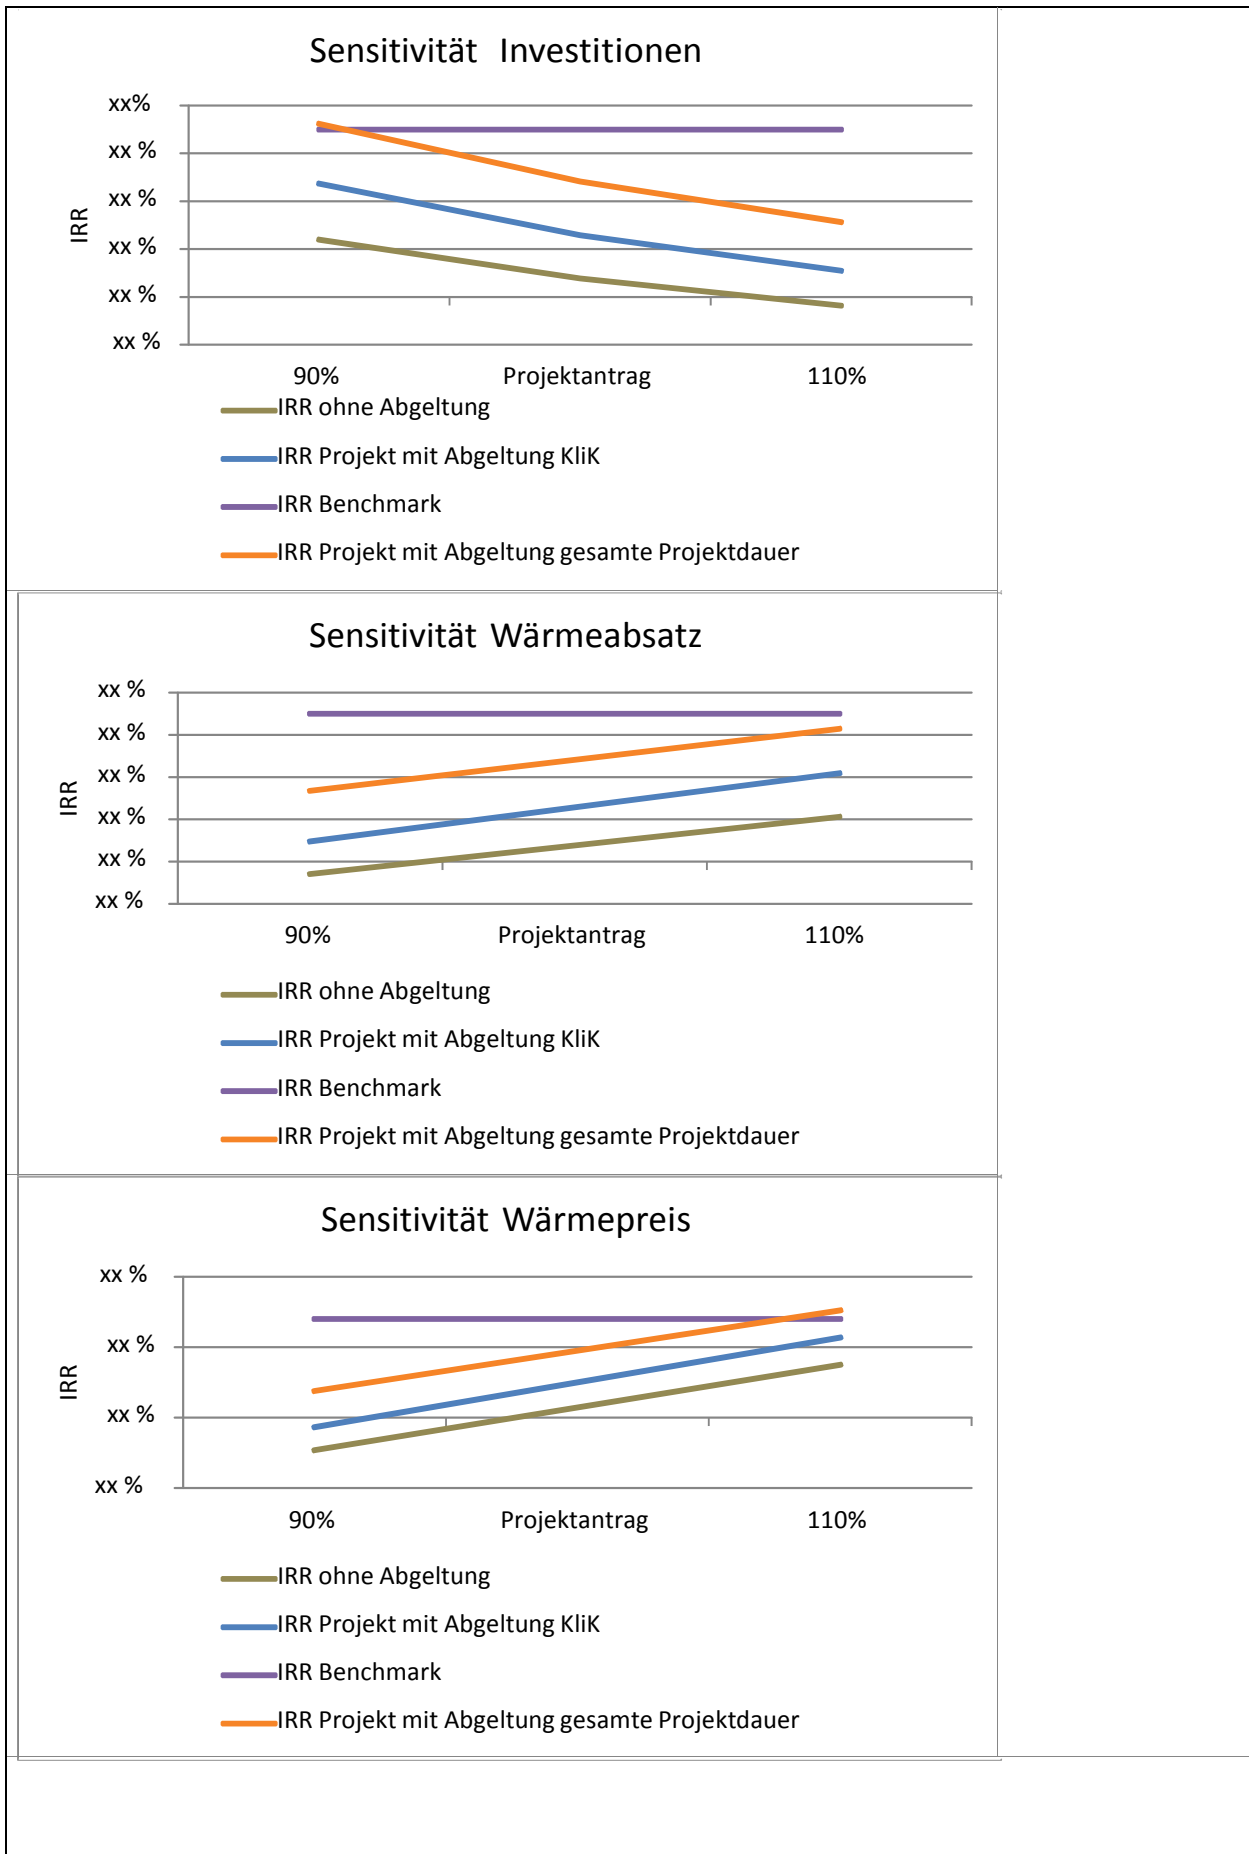 Sensitivität Investitionen
xx%
xx %
xx %
xx %
xx %
xx %
IRR
90% Projektantrag 110%
IRR ohne Abgeltung
IRR Projekt mit Abgeltung KliK
IRR Benchmark
IRR Projekt mit Abgeltung gesamte Projektdauer
Sensitivität Wärmeabsatz
xx %
xx %
xx %
xx %
xx %
xx %
IRR
90% Projektantrag 110%
IRR ohne Abgeltung
IRR Projekt mit Abgeltung KliK
IRR Benchmark
IRR Projekt mit Abgeltung gesamte Projektdauer
Sensitivität Wärmepreis
xx %
xx %
xx %
xx %
IRR
90% Projektantrag 110%
IRR ohne Abgeltung
IRR Projekt mit Abgeltung KliK
IRR Benchmark
IRR Projekt mit Abgeltung gesamte Projektdauer